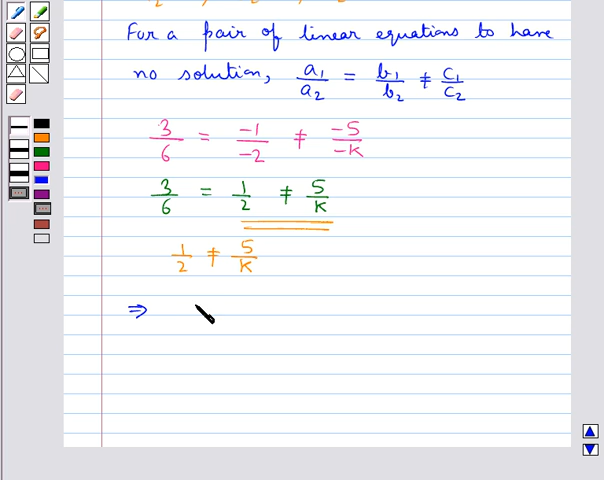 For a pair of linear equations to have
no solution, a₁/a₂ = b₁/b₂ ≠ c₁/c₂
3/6 = -1/-2 ≠ -5/-K
3/6 = 1/2 ≠ 5/K
1/2 ≠ 5/K
⇒